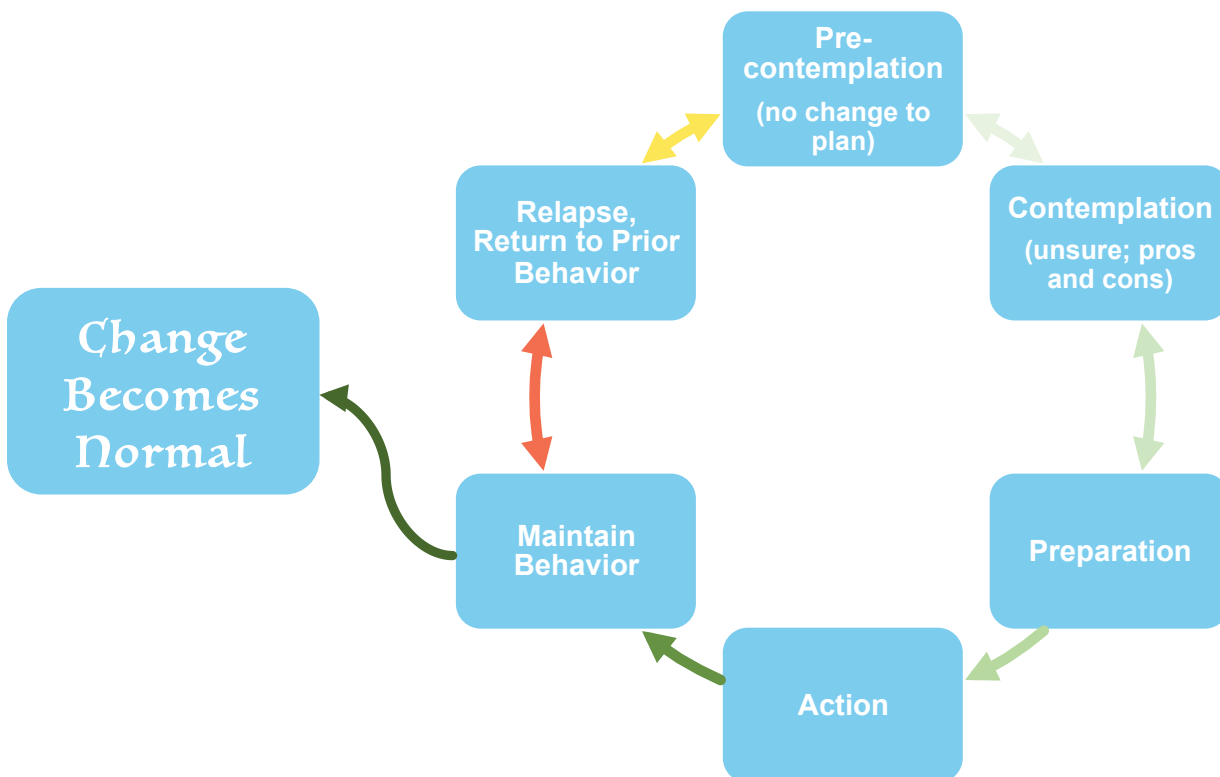 Pre-
contemplation
(no change to
plan)
Contemplation
(unsure; pros
and cons)
Preparation
Action
Maintain
Behavior
Relapse,
Return to Prior
Behavior
Change
Becomes
Normal